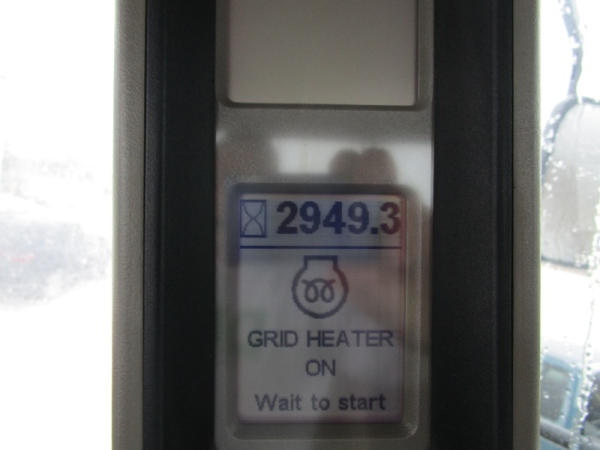 2949.3
GRID HEATER
ON
Wait to start